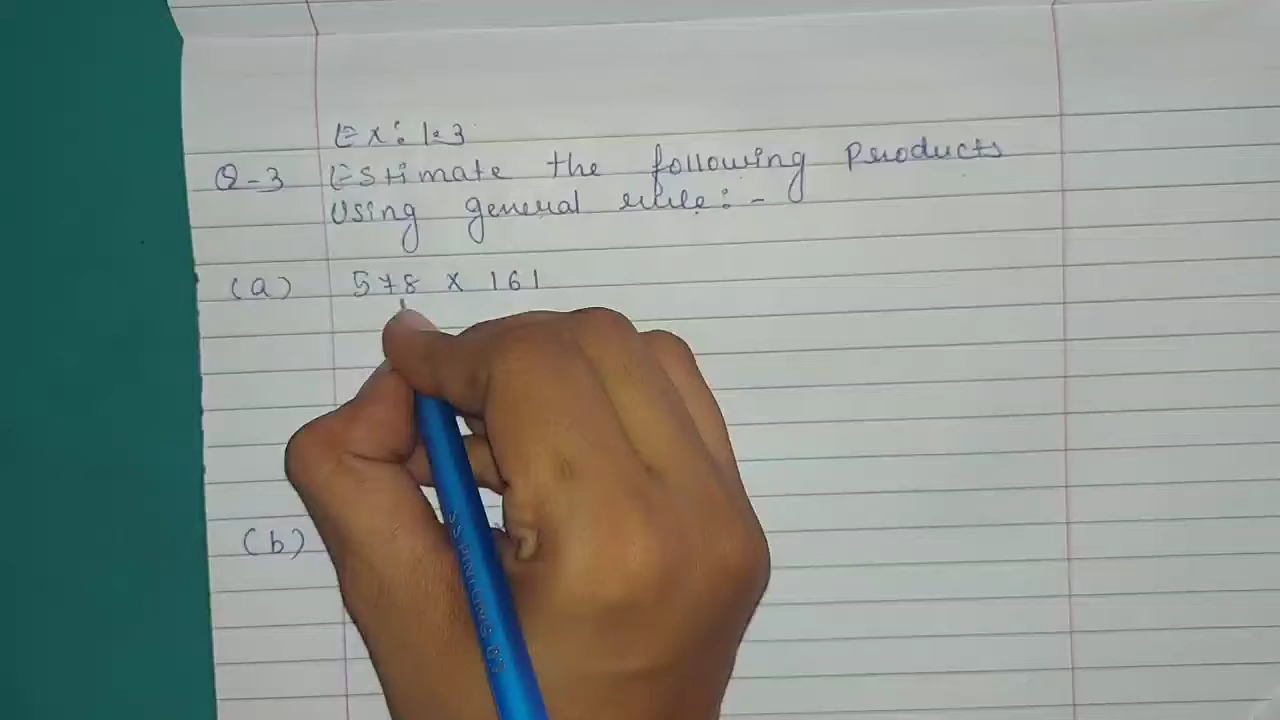 Ex: 1.3
Q-3 Estimate the following products
Using general rule:-
(a) 578 x 161
(b)